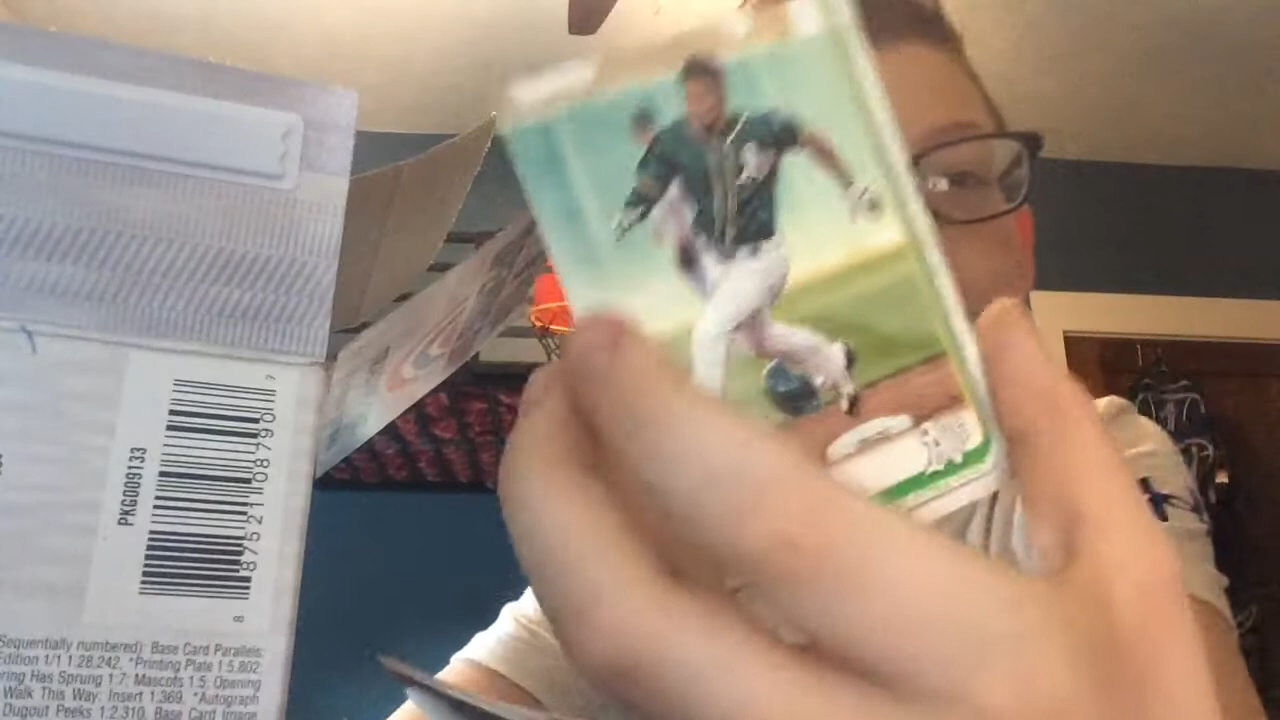 PKG009133
8 87521 08790 7
Sequentially numbered): Base Card Parallels:
Edition 1/1 1:28,242, *Printing Plate 1:5,802;
ring Has Sprung 1:7; Mascots 1:5, Opening
Walk This Way: Insert 1:369, *Autograph
Dugout Peeks 1:2,310, Base Card Image